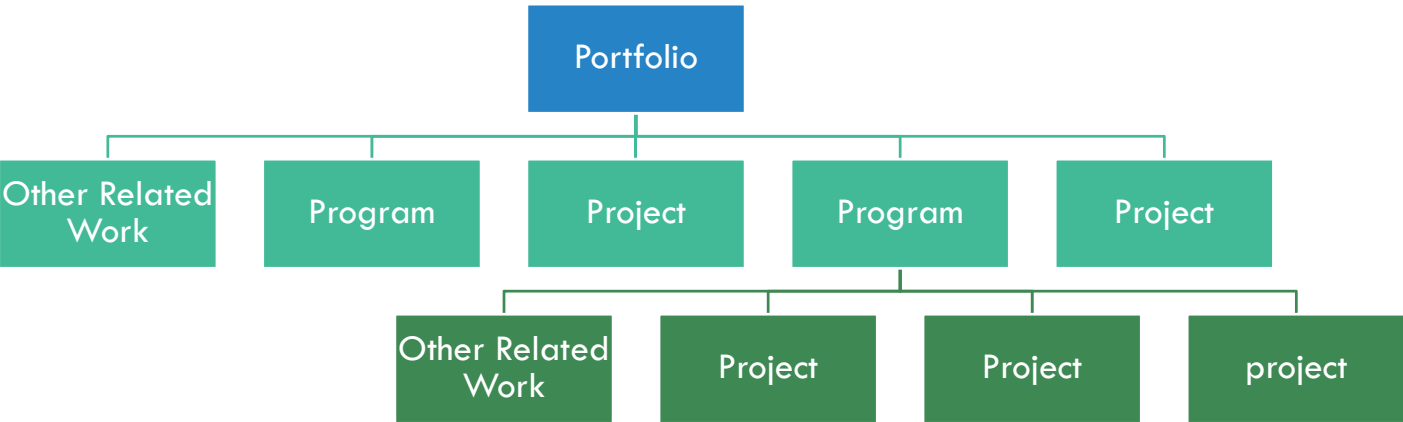 Portfolio
Other Related
Work
Program
Project
Program
Project
Other Related
Work
Project
Project
project